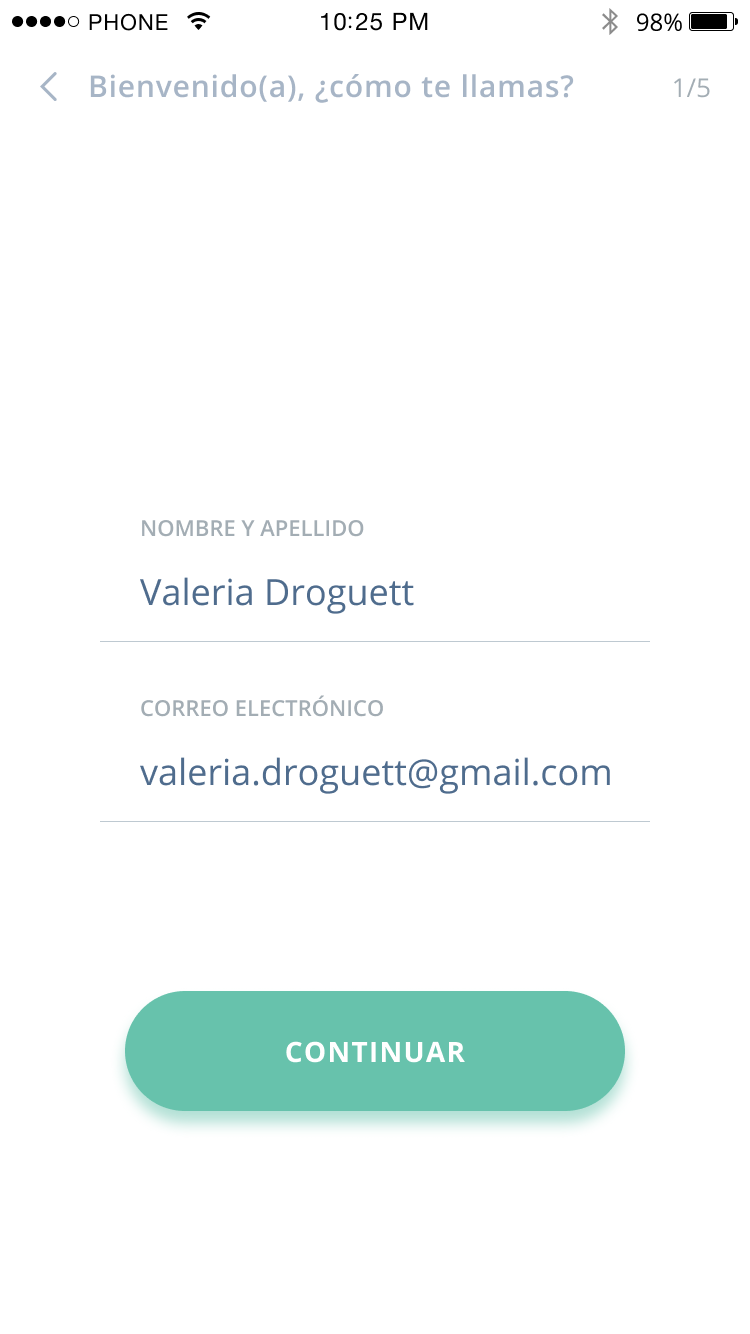 PHONE 10:25 PM 98%
Bienvenido(a), ¿cómo te llamas? 1/5
NOMBRE Y APELLIDO
Valeria Droguett
CORREO ELECTRÓNICO
valeria.droguett@gmail.com
CONTINUAR